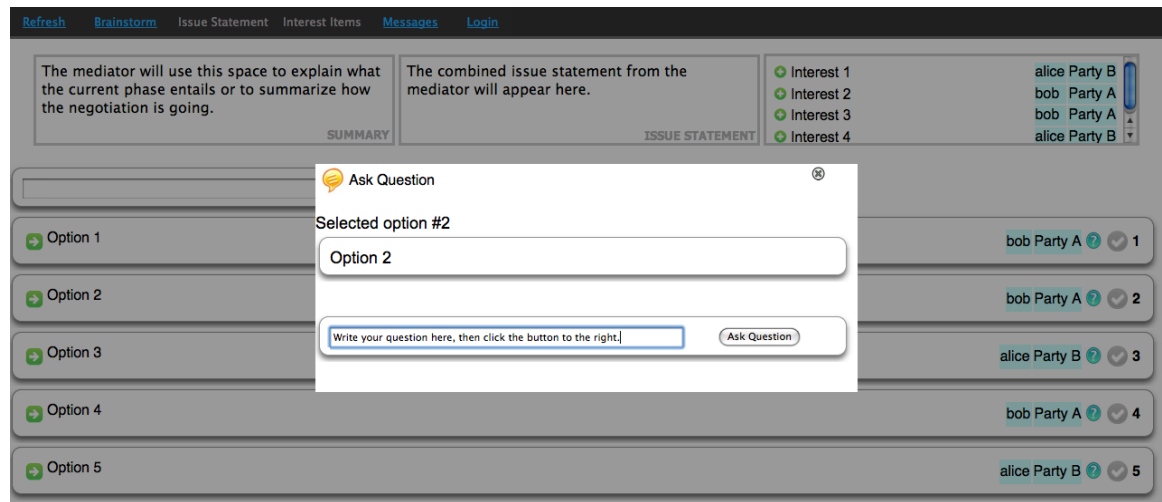 Refresh Brainstorm Issue Statement Interest Items Messages Login
The mediator will use this space to explain what
the current phase entails or to summarize how
the negotiation is going.
SUMMARY
The combined issue statement from the
mediator will appear here.
ISSUE STATEMENT
Interest 1 alice Party B
Interest 2 bob Party A
Interest 3 bob Party A
Interest 4 alice Party B
Ask Question
Selected option #2
Option 2
Write your question here, then click the button to the right.
Ask Question
Option 1 bob Party A ? 1
Option 2 bob Party A ? 2
Option 3 alice Party B ? 3
Option 4 bob Party A ? 4
Option 5 alice Party B ? 5